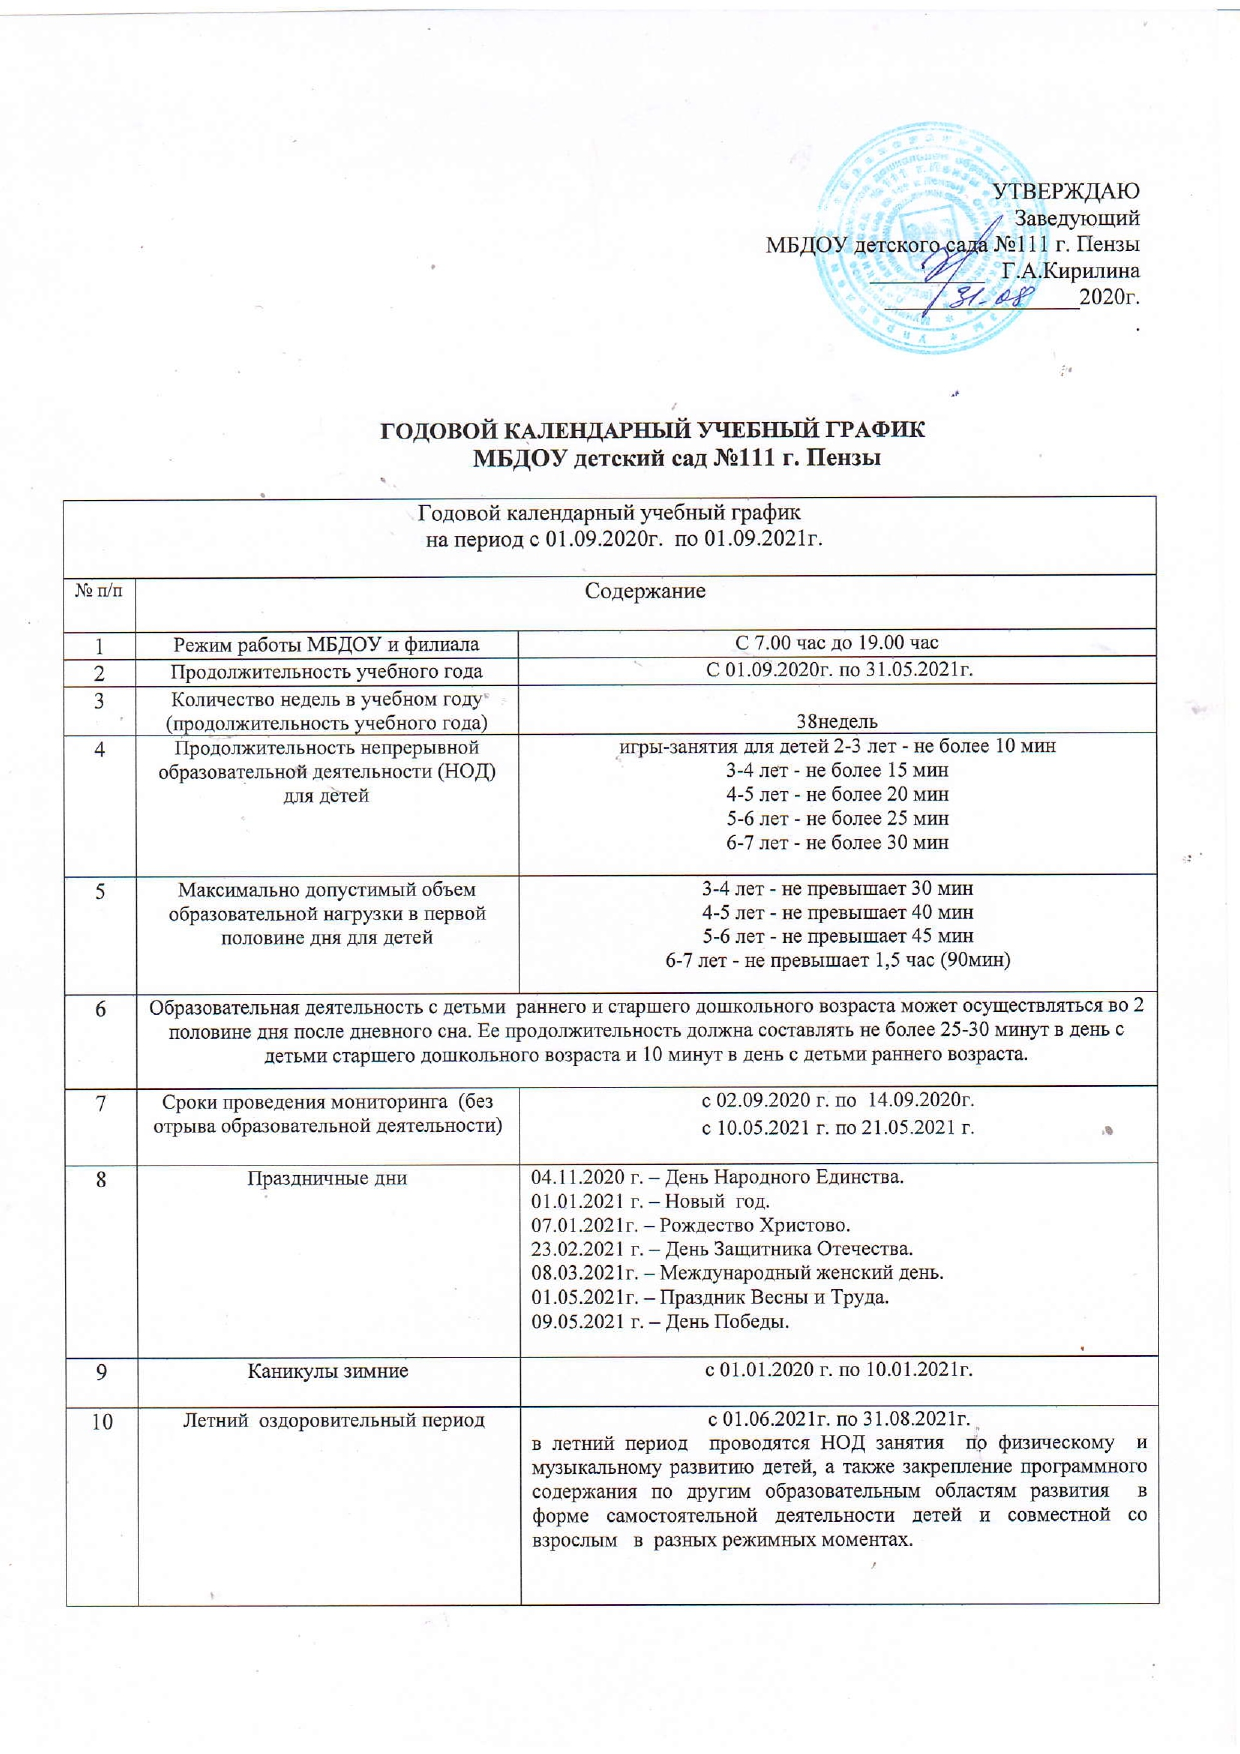 УТВЕРЖДАЮ
Заведующий
МБДОУ детского сада №111 г. Пензы
Г.А.Кирилина
31.08 2020г.
ГОДОВОЙ КАЛЕНДАРНЫЙ УЧЕБНЫЙ ГРАФИК
МБДОУ детский сад №111 г. Пензы
Годовой календарный учебный график
на период с 01.09.2020г. по 01.09.2021г.
№ п/п Содержание
1 Режим работы МБДОУ и филиала С 7.00 час до 19.00 час
2 Продолжительность учебного года С 01.09.2020г. по 31.05.2021г.
3 Количество недель в учебном году
(продолжительность учебного года) 38недель
4 Продолжительность непрерывной
образовательной деятельности (НОД)
для детей
игры-занятия для детей 2-3 лет - не более 10 мин
3-4 лет - не более 15 мин
4-5 лет - не более 20 мин
5-6 лет - не более 25 мин
6-7 лет - не более 30 мин
5 Максимально допустимый объем
образовательной нагрузки в первой
половине дня для детей
3-4 лет - не превышает 30 мин
4-5 лет - не превышает 40 мин
5-6 лет - не превышает 45 мин
6-7 лет - не превышает 1,5 час (90мин)
6 Образовательная деятельность с детьми раннего и старшего дошкольного возраста может осуществляться во 2
половине дня после дневного сна. Ее продолжительность должна составлять не более 25-30 минут в день с
детьми старшего дошкольного возраста и 10 минут в день с детьми раннего возраста.
7 Сроки проведения мониторинга (без
отрыва образовательной деятельности)
с 02.09.2020 г. по 14.09.2020г.
с 10.05.2021 г. по 21.05.2021 г.
8 Праздничные дни
04.11.2020 г. – День Народного Единства.
01.01.2021 г. – Новый год.
07.01.2021г. – Рождество Христово.
23.02.2021 г. – День Защитника Отечества.
08.03.2021г. – Международный женский день.
01.05.2021г. – Праздник Весны и Труда.
09.05.2021 г. – День Победы.
9 Каникулы зимние с 01.01.2020 г. по 10.01.2021г.
10 Летний оздоровительный период
с 01.06.2021г. по 31.08.2021г.
в летний период проводятся НОД занятия по физическому и
музыкальному развитию детей, а также закрепление программного
содержания по другим образовательным областям развития в
форме самостоятельной деятельности детей и совместной со
взрослым в разных режимных моментах.